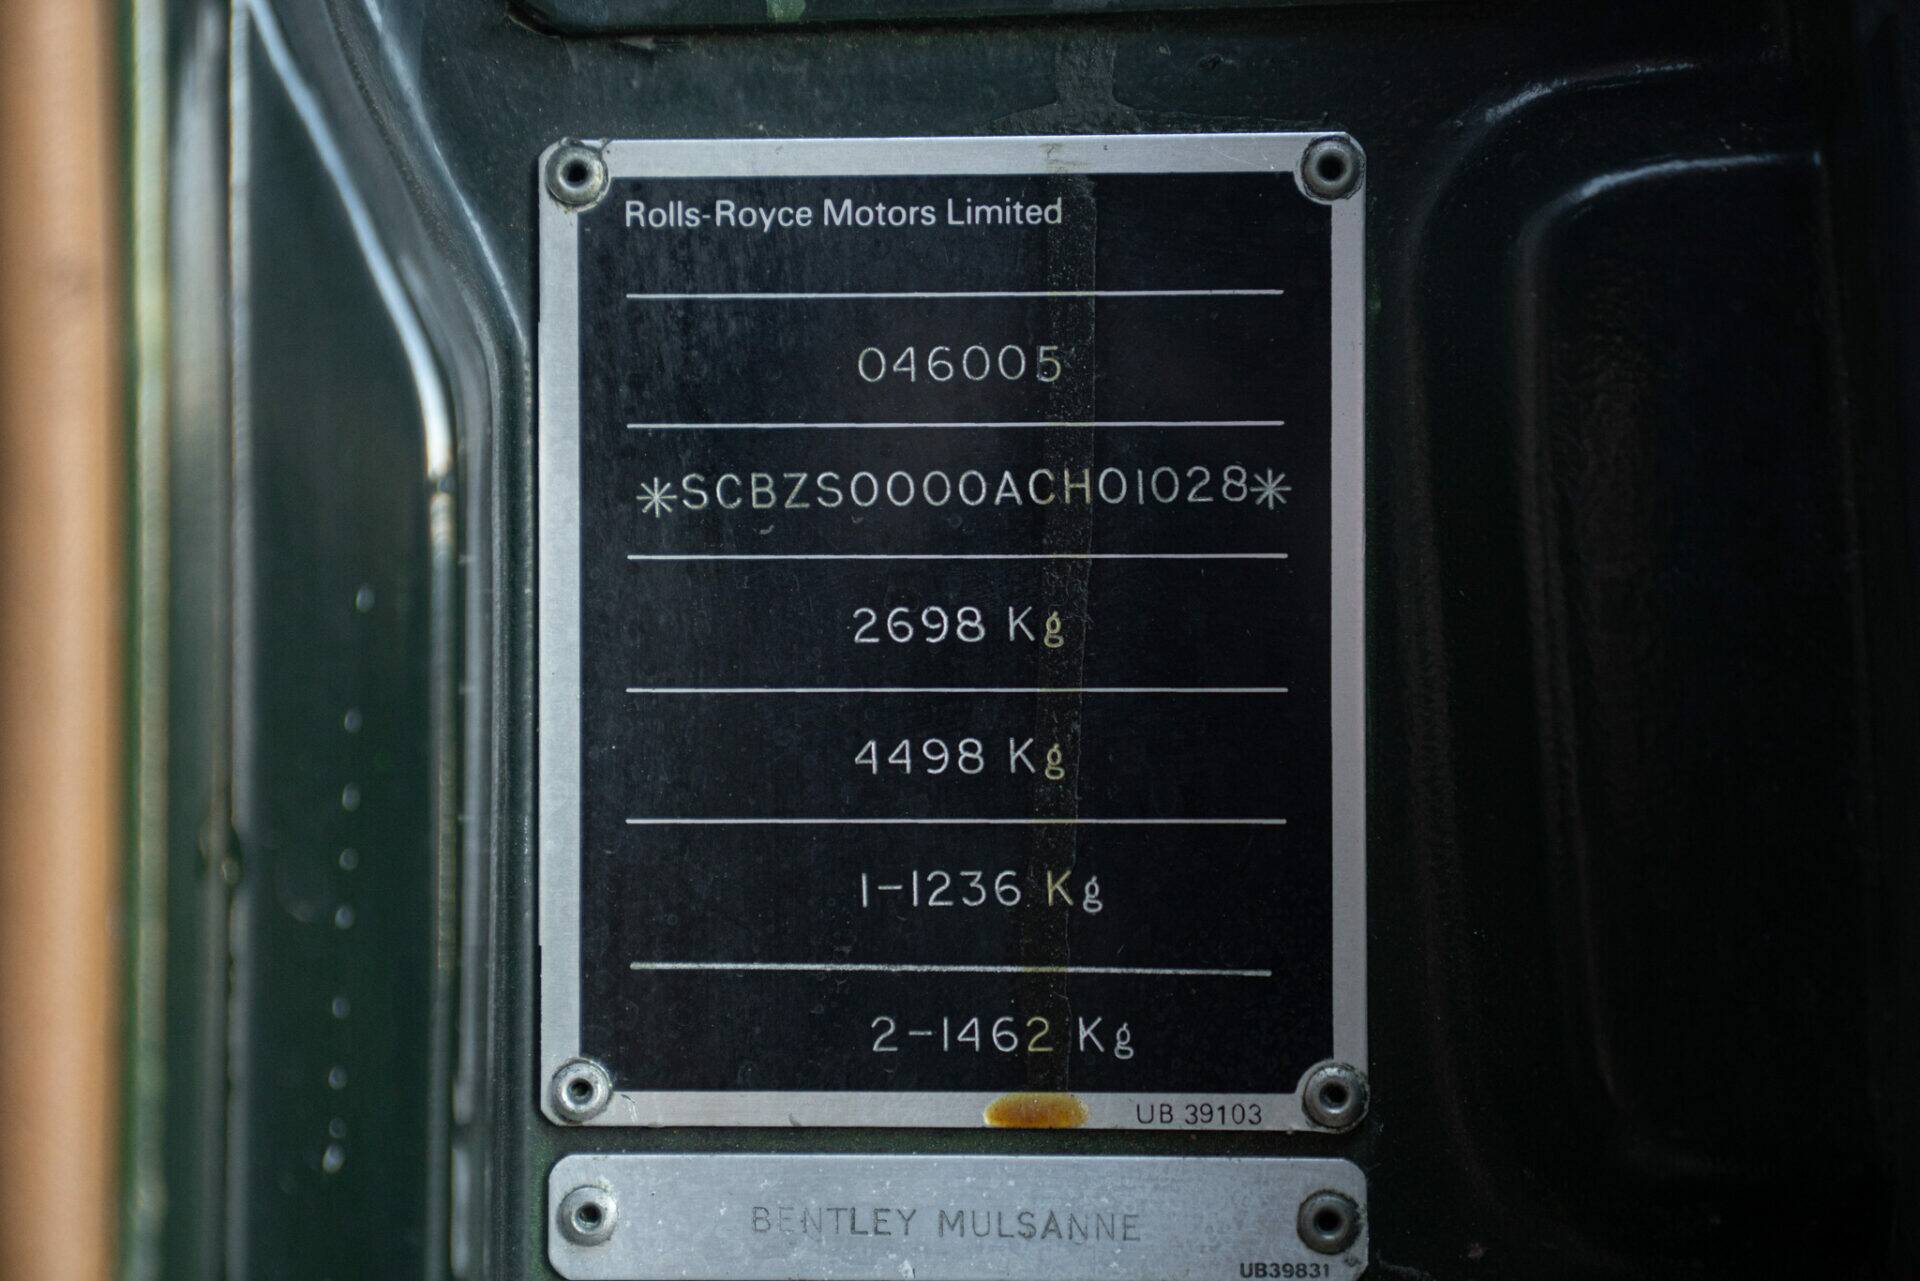 Rolls-Royce Motors Limited
046005
*SCBZS0000ACH01028*
2698 Kg
4498 Kg
1-1236 Kg
2-1462 Kg
UB 39103
BENTLEY MULSANNE
UB39831